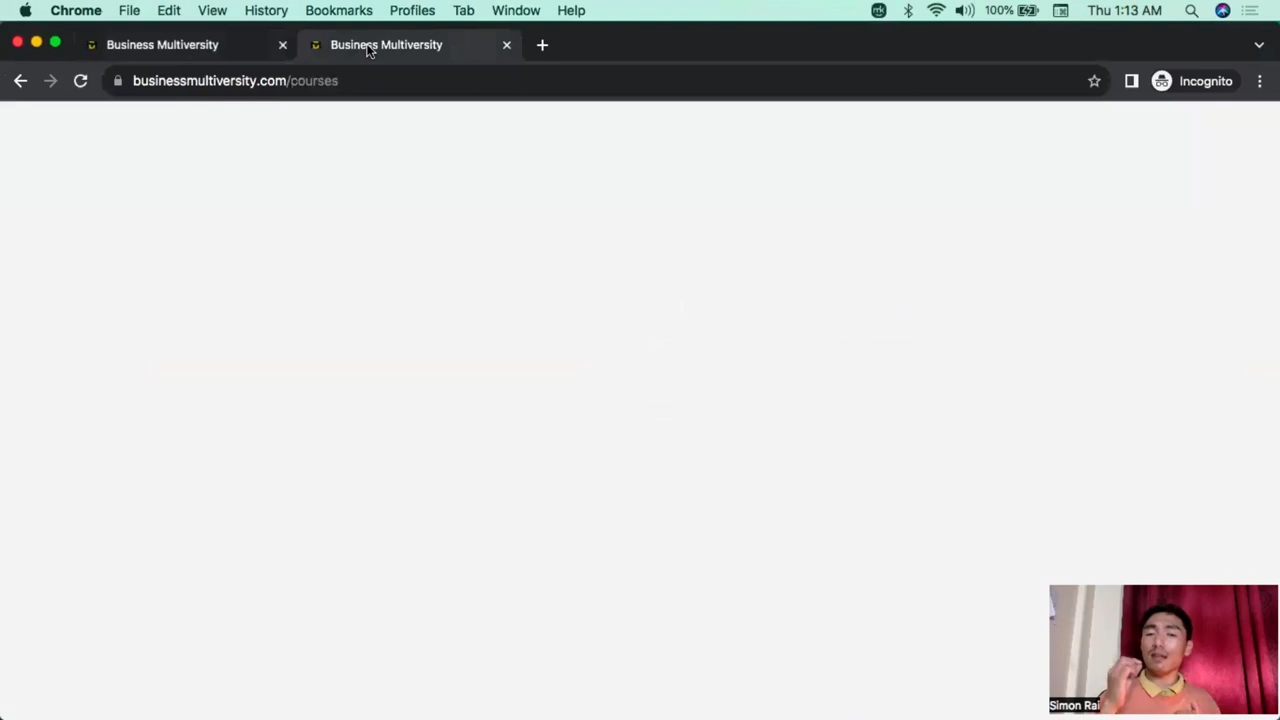 Chrome File Edit View History Bookmarks Profiles Tab Window Help 100% Thu 1:13 AM
Business Multiversity Business Multiversity
businessmultiversity.com/courses Incognito
Simon Rai